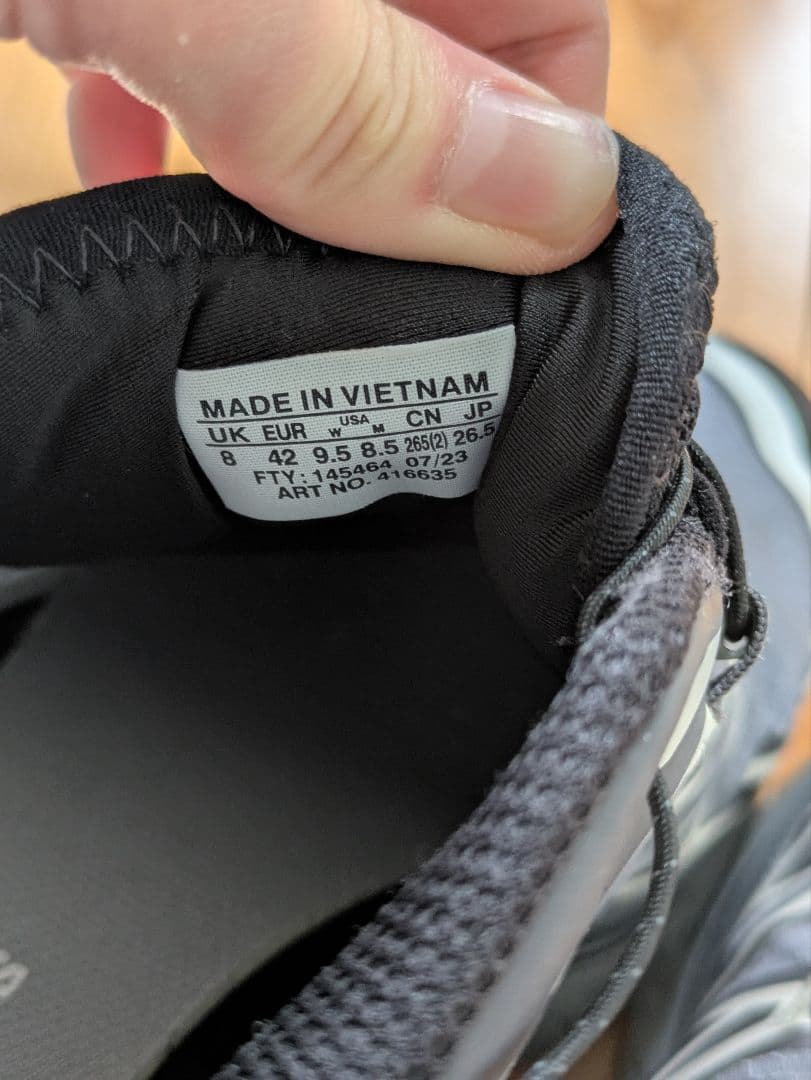 MADE IN VIETNAM
UK EUR USA CN JP
W M
8 42 9.5 8.5 265(2) 26.5
FTY: 145464 07/23
ART NO. 416635